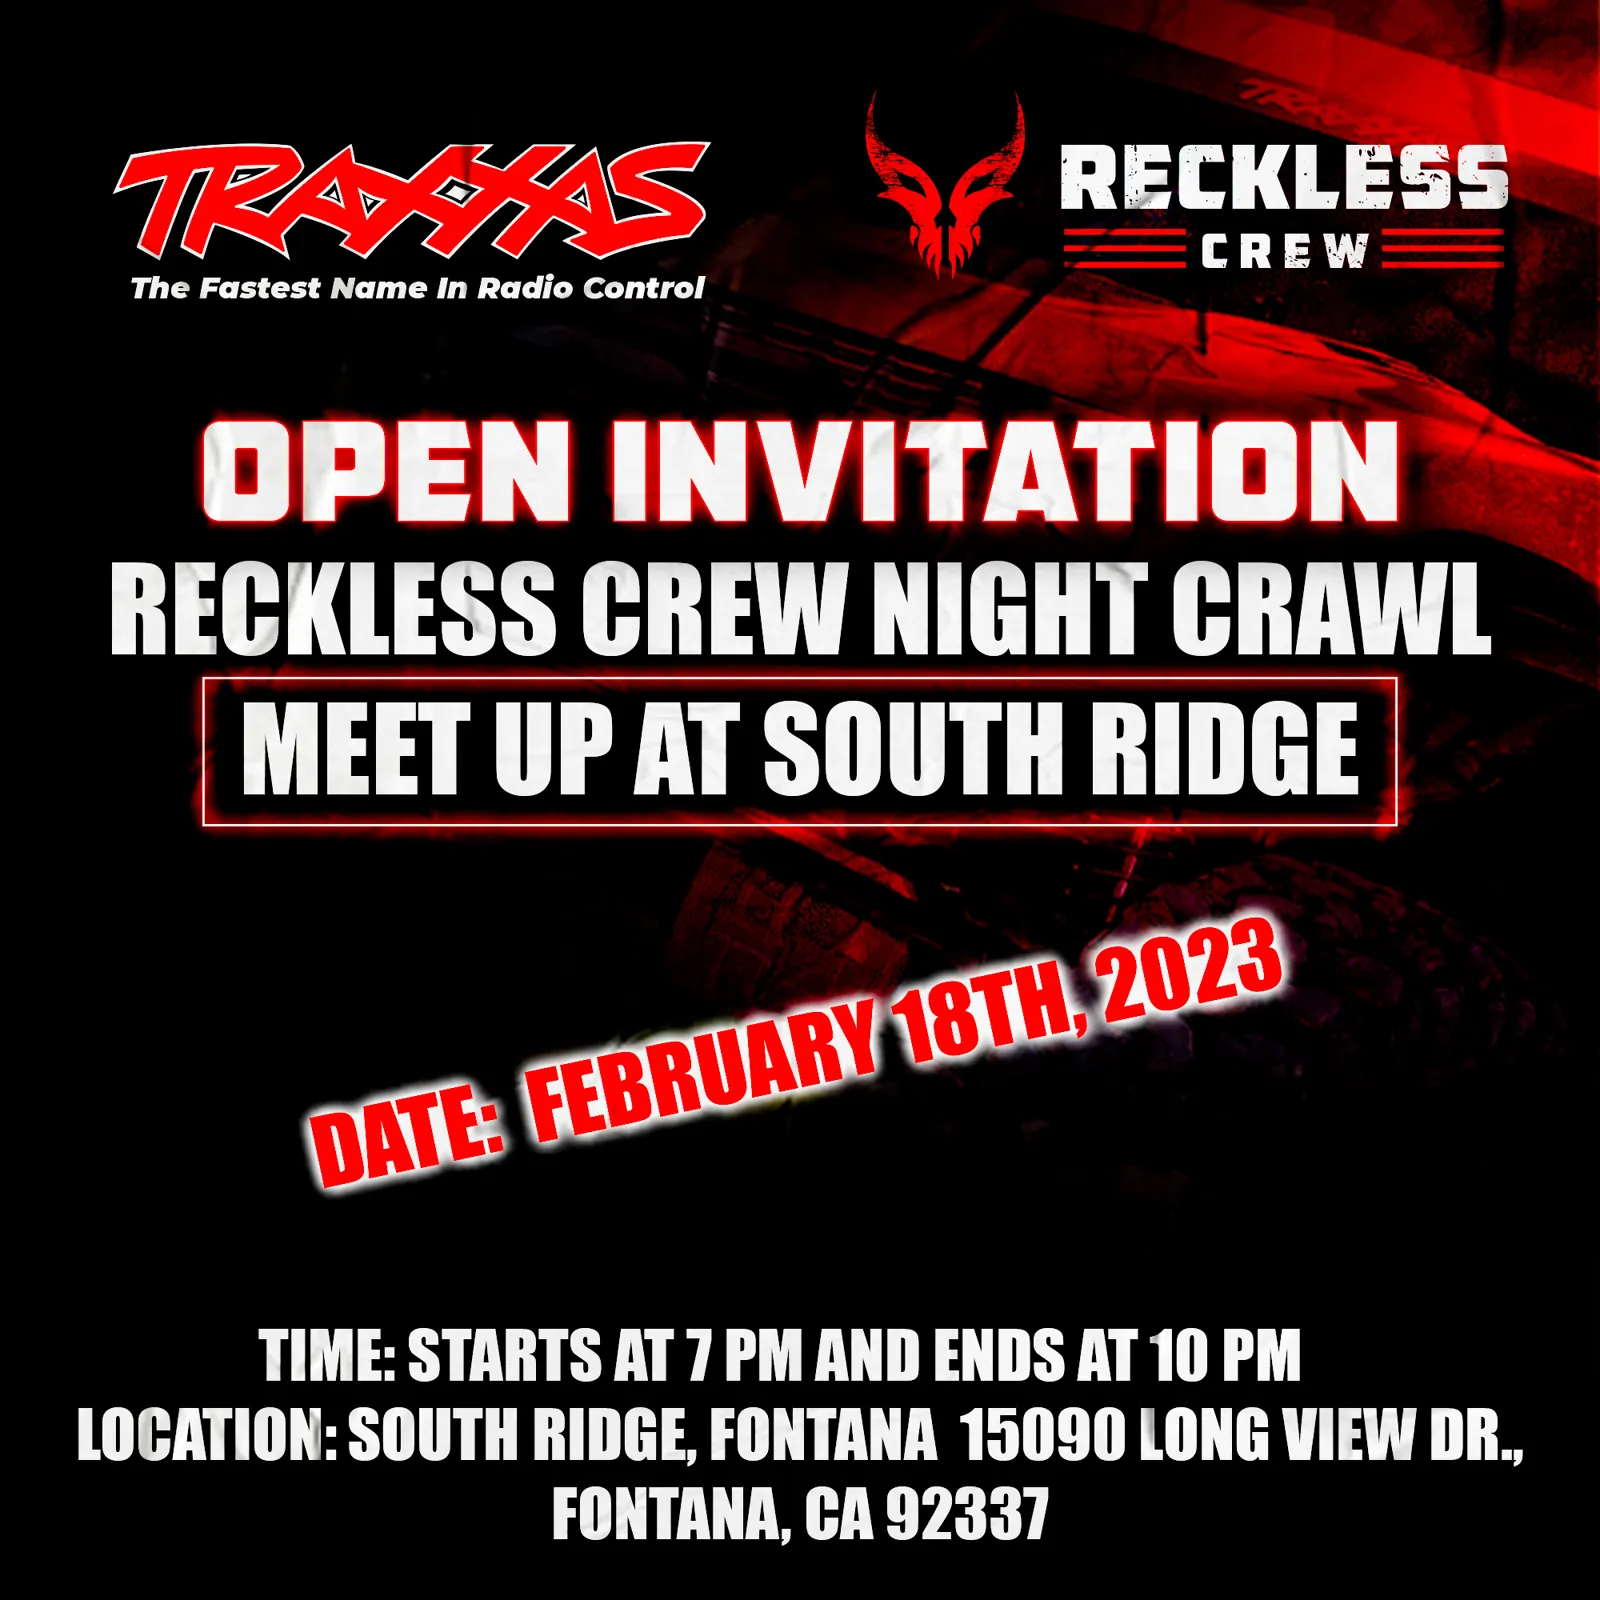 TRAXXAS
The Fastest Name In Radio Control
RECKLESS
CREW
TRAXXAS
OPEN INVITATION
RECKLESS CREW NIGHT CRAWL
MEET UP AT SOUTH RIDGE
DATE: FEBRUARY 18TH, 2023
TIME: STARTS AT 7 PM AND ENDS AT 10 PM
LOCATION: SOUTH RIDGE, FONTANA 15090 LONG VIEW DR.,
FONTANA, CA 92337